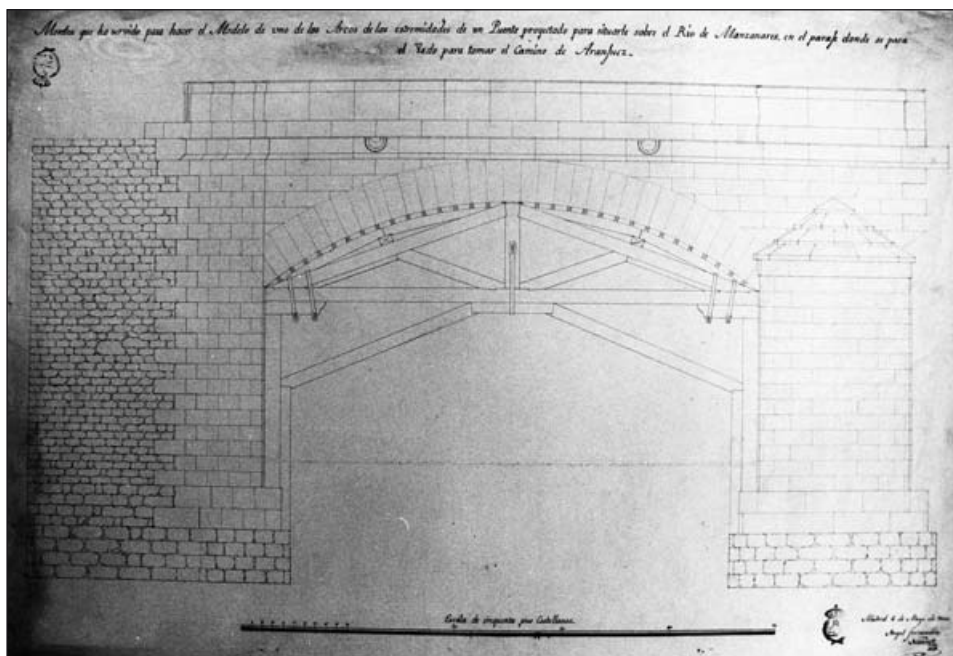 Montea que ha servido para hacer el Modelo de uno de los Arcos de las extremidades de un Puente proyectado para situarle sobre el Rio de Manzanares, en el parage donde se pasa
el Vado para tomar el Camino de Aranjuez.
Escala de cinquenta pies Castellanos.
Madrid 6 de Mayo de
Angel